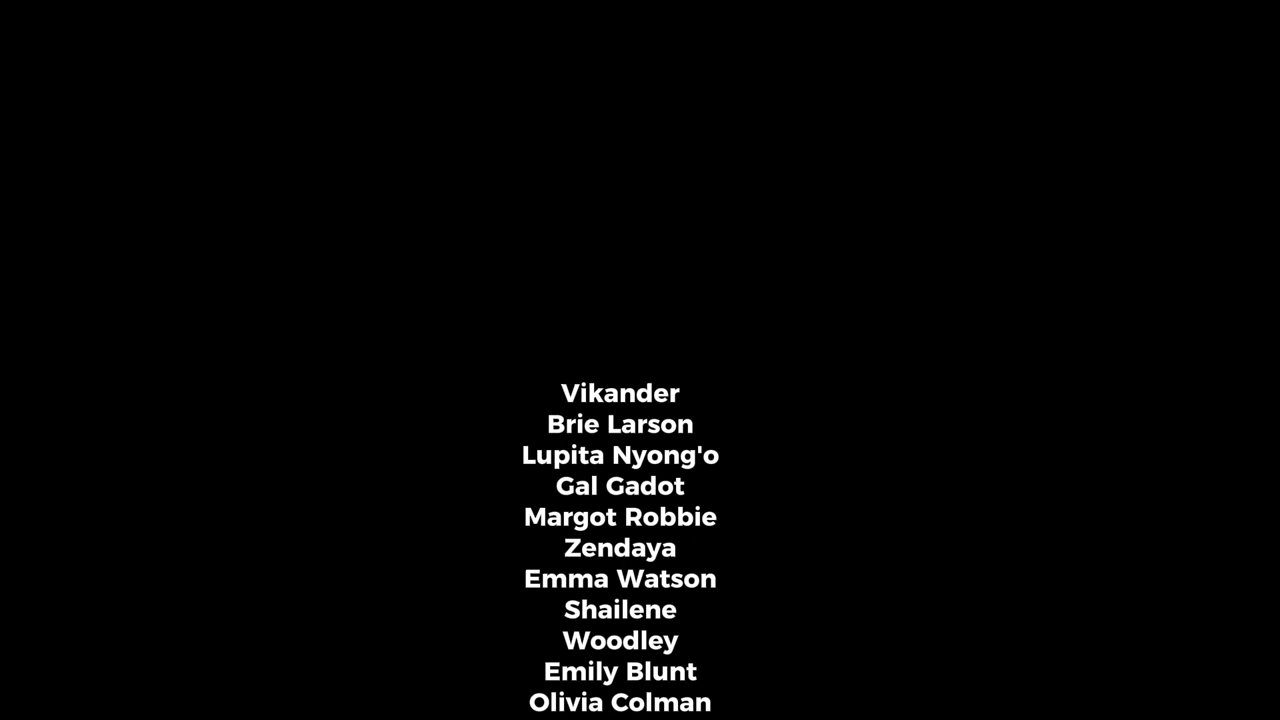 Vikander
Brie Larson
Lupita Nyong'o
Gal Gadot
Margot Robbie
Zendaya
Emma Watson
Shailene
Woodley
Emily Blunt
Olivia Colman